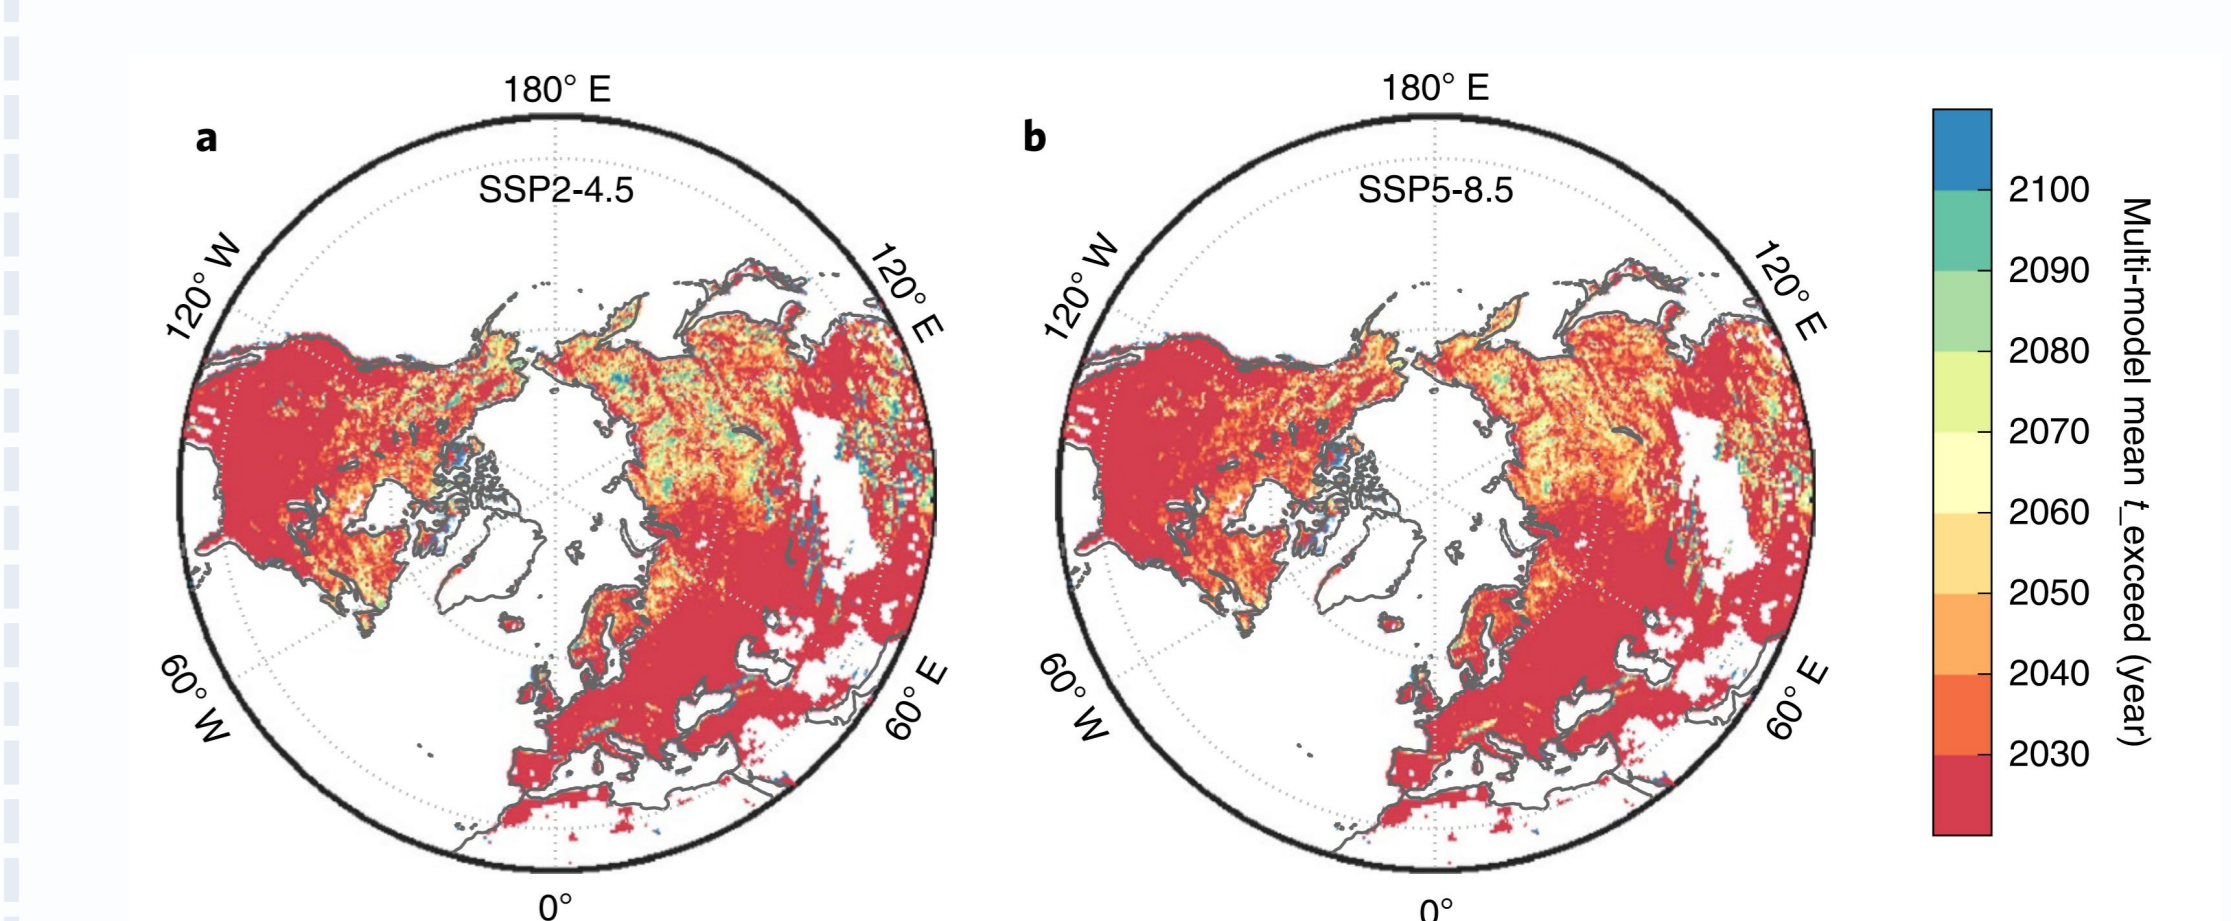 a
180° E
SSP2-4.5
120° W
120° E
60° W
60° E
0°
b
180° E
SSP5-8.5
120° W
120° E
60° W
60° E
0°
2100
2090
2080
2070
2060
2050
2040
2030
Multi-model mean t_exceed (year)